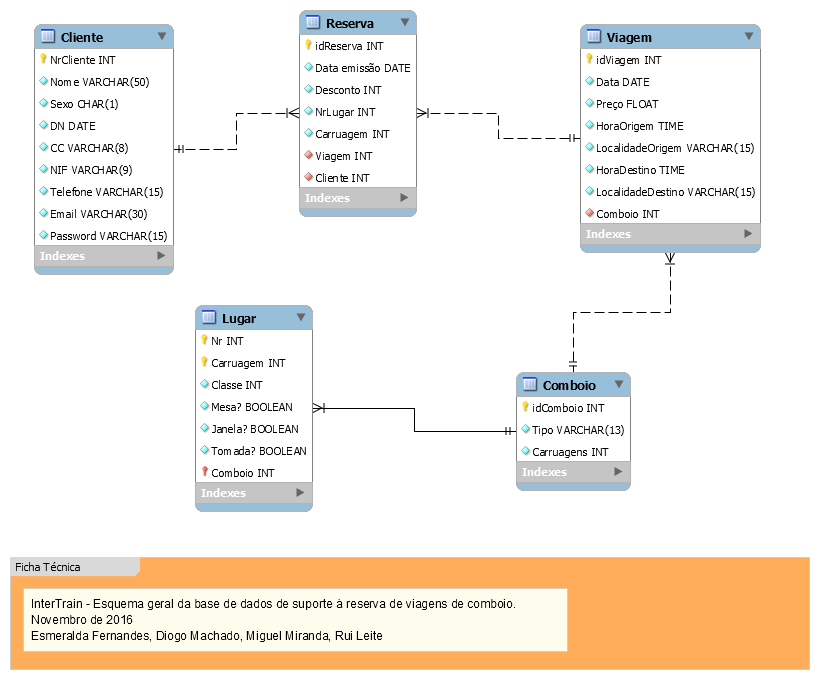 Cliente
NrCliente INT
Nome VARCHAR(50)
Sexo CHAR(1)
DN DATE
CC VARCHAR(8)
NIF VARCHAR(9)
Telefone VARCHAR(15)
Email VARCHAR(30)
Password VARCHAR(15)
Indexes
Reserva
idReserva INT
Data emissão DATE
Desconto INT
NrLugar INT
Carruagem INT
Viagem INT
Cliente INT
Indexes
Viagem
idViagem INT
Data DATE
Preço FLOAT
HoraOrigem TIME
LocalidadeOrigem VARCHAR(15)
HoraDestino TIME
LocalidadeDestino VARCHAR(15)
Comboio INT
Indexes
Lugar
Nr INT
Carruagem INT
Classe INT
Mesa? BOOLEAN
Janela? BOOLEAN
Tomada? BOOLEAN
Comboio INT
Indexes
Comboio
idComboio INT
Tipo VARCHAR(13)
Carruagens INT
Indexes
Ficha Técnica
InterTrain - Esquema geral da base de dados de suporte à reserva de viagens de comboio.
Novembro de 2016
Esmeralda Fernandes, Diogo Machado, Miguel Miranda, Rui Leite